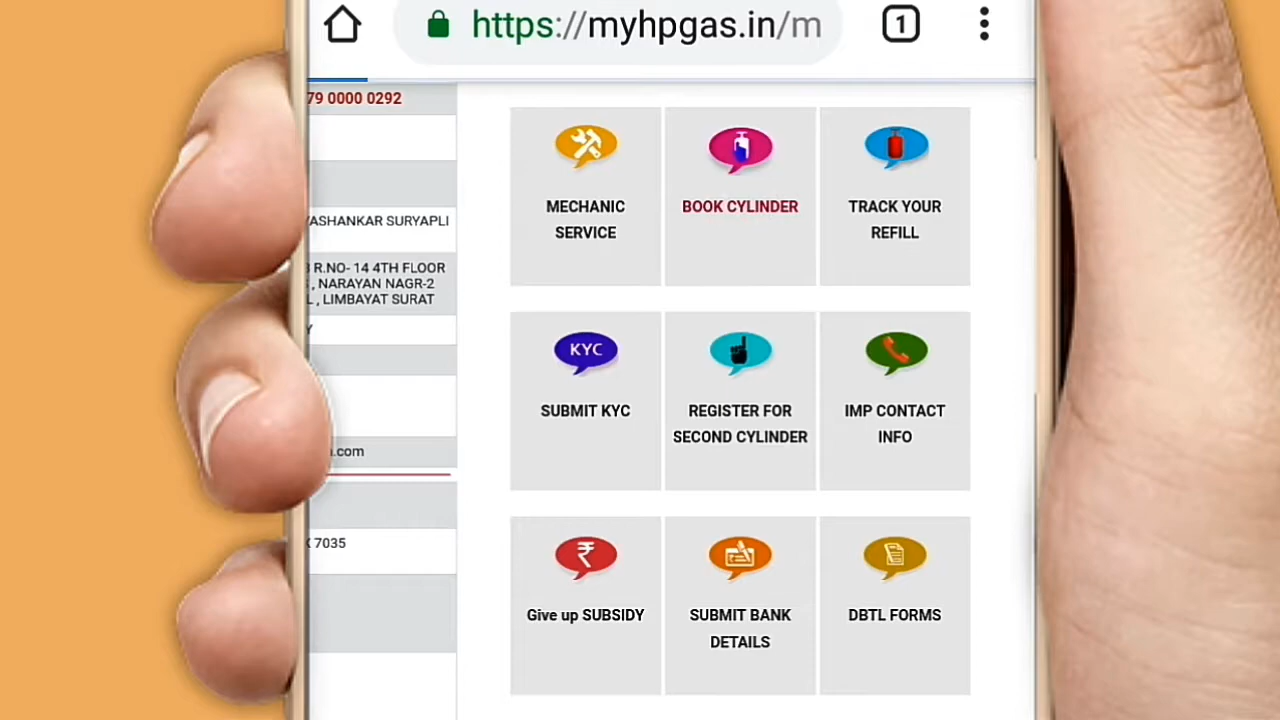 https://myhpgas.in/m
1
79 0000 0292
ASHANKAR SURYAPLI
R.NO- 14 4TH FLOOR
, NARAYAN NAGR-2
, LIMBAYAT SURAT
.com
7035
MECHANIC
SERVICE
BOOK CYLINDER
TRACK YOUR
REFILL
KYC
SUBMIT KYC
REGISTER FOR
SECOND CYLINDER
IMP CONTACT
INFO
₹
Give up SUBSIDY
SUBMIT BANK
DETAILS
DBTL FORMS